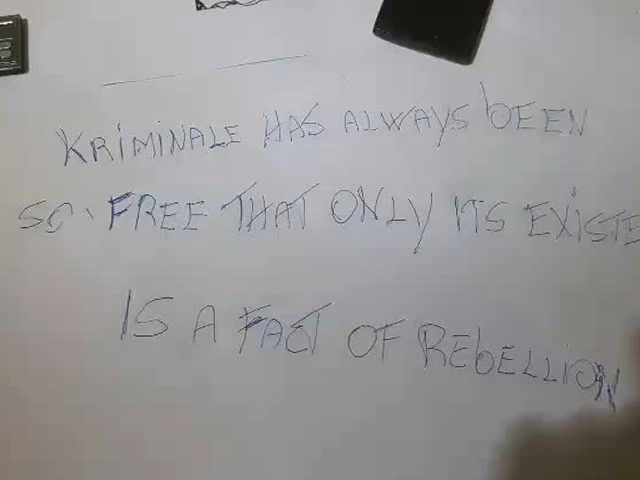 KRiMINALE HAS ALWAYS bEEN
SO FREE THAT ONLY ITS EXiSTE
IS A FACT OF REbELLiON